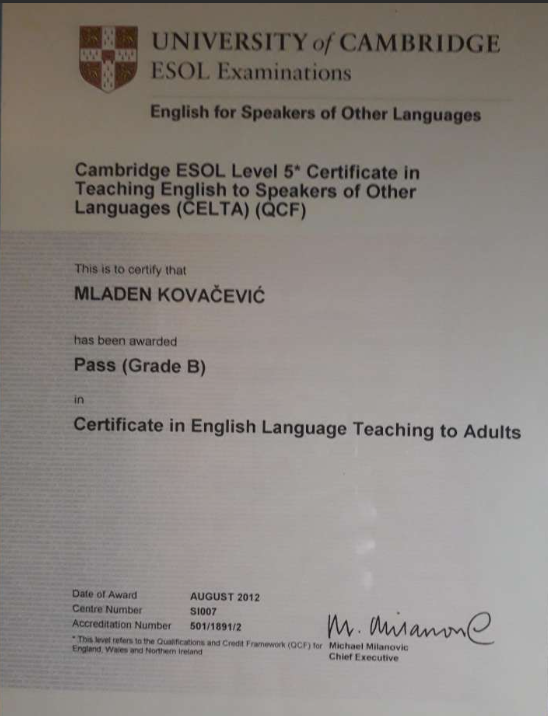 UNIVERSITY of CAMBRIDGE
ESOL Examinations
English for Speakers of Other Languages
Cambridge ESOL Level 5* Certificate in
Teaching English to Speakers of Other
Languages (CELTA) (QCF)
This is to certify that
MLADEN KOVAČEVIĆ
has been awarded
Pass (Grade B)
in
Certificate in English Language Teaching to Adults
Date of Award AUGUST 2012
Centre Number SI007
Accreditation Number 501/1891/2
* This level refers to the Qualifications and Credit Framework (QCF) for
England, Wales and Northern Ireland
M. Milanovic
Michael Milanovic
Chief Executive